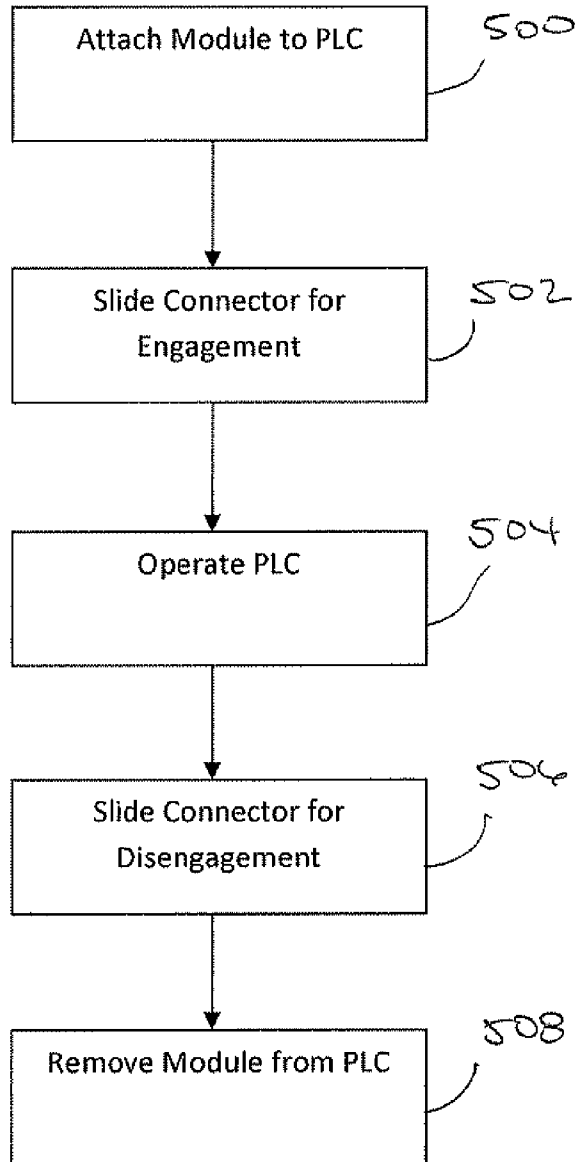 Attach Module to PLC
500
Slide Connector for
Engagement
502
Operate PLC
504
Slide Connector for
Disengagement
506
Remove Module from PLC
508